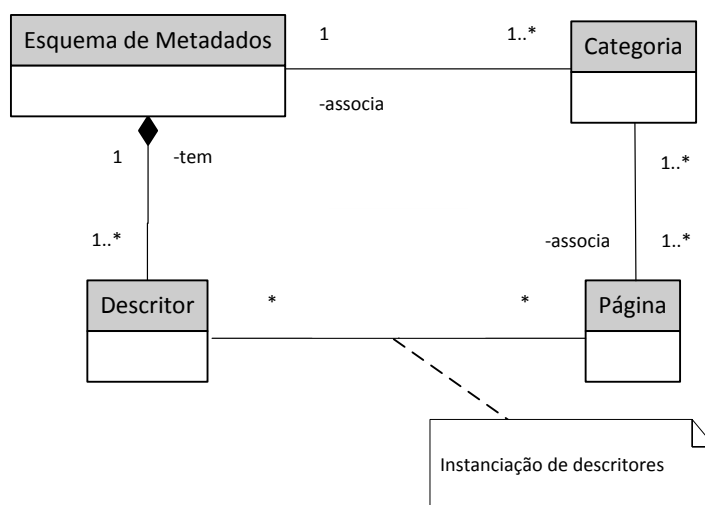 Esquema de Metadados
1
1..*
Categoria
-associa
1
-tem
1..*
1..*
-associa
1..*
Descritor
*
*
Página
Instanciação de descritores